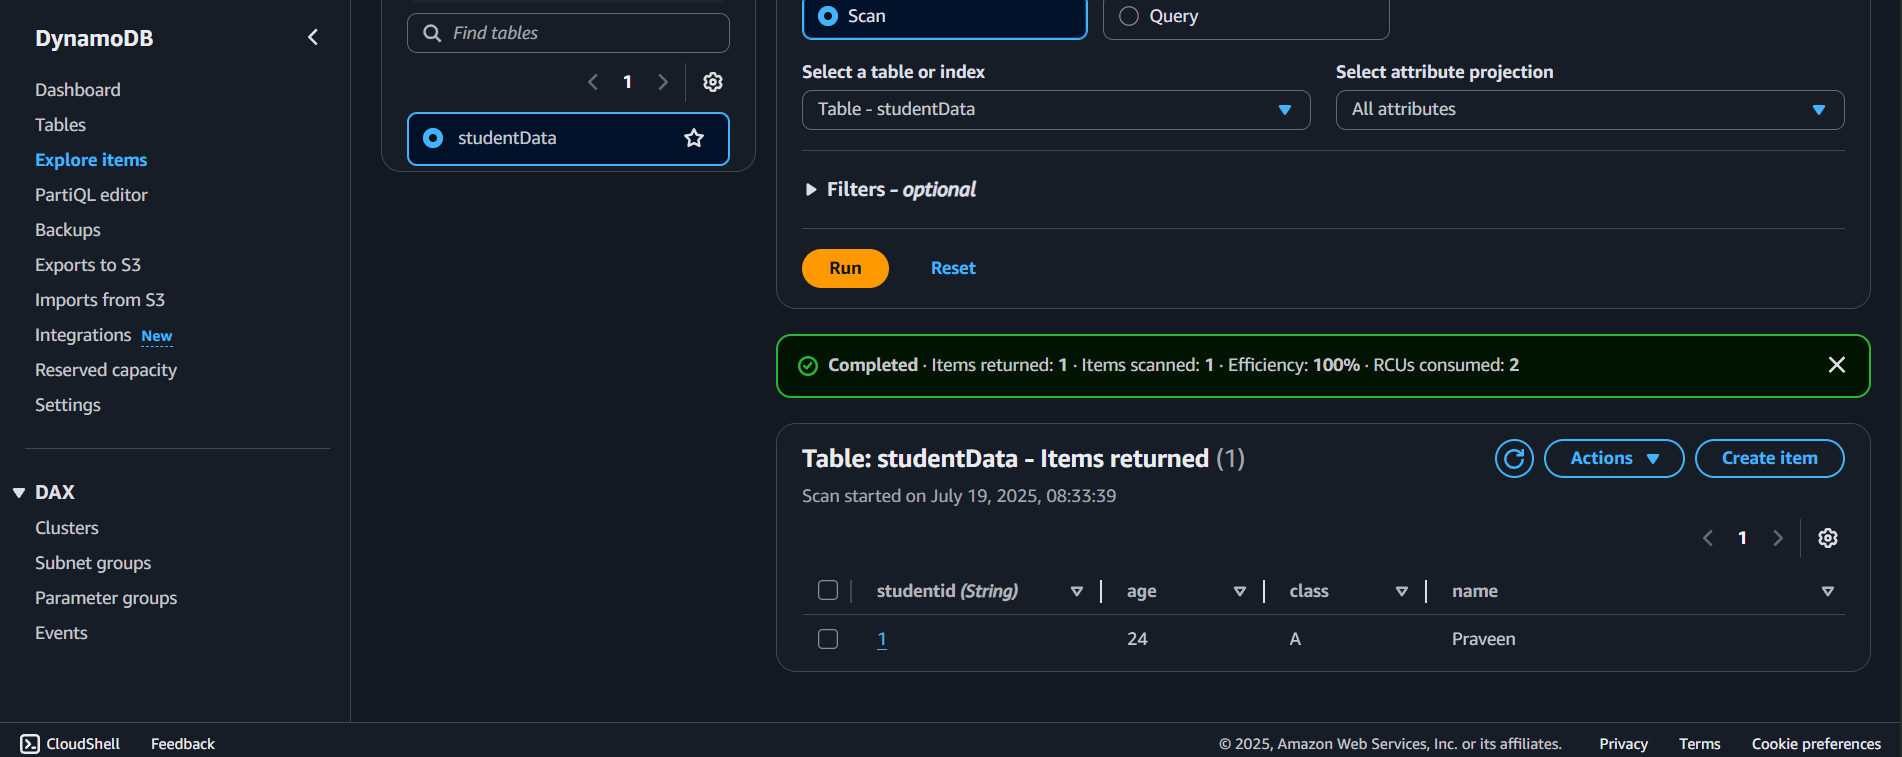 DynamoDB
Dashboard
Tables
Explore items
PartiQL editor
Backups
Exports to S3
Imports from S3
Integrations New
Reserved capacity
Settings
DAX
Clusters
Subnet groups
Parameter groups
Events
Find tables
1
studentData
Scan
Query
Select a table or index
Select attribute projection
Table - studentData
All attributes
Filters - optional
Run
Reset
Completed · Items returned: 1 · Items scanned: 1 · Efficiency: 100% · RCUs consumed: 2
Table: studentData - Items returned (1)
Actions
Create item
Scan started on July 19, 2025, 08:33:39
1
studentid (String) age class name
1 24 A Praveen
CloudShell Feedback © 2025, Amazon Web Services, Inc. or its affiliates. Privacy Terms Cookie preferences